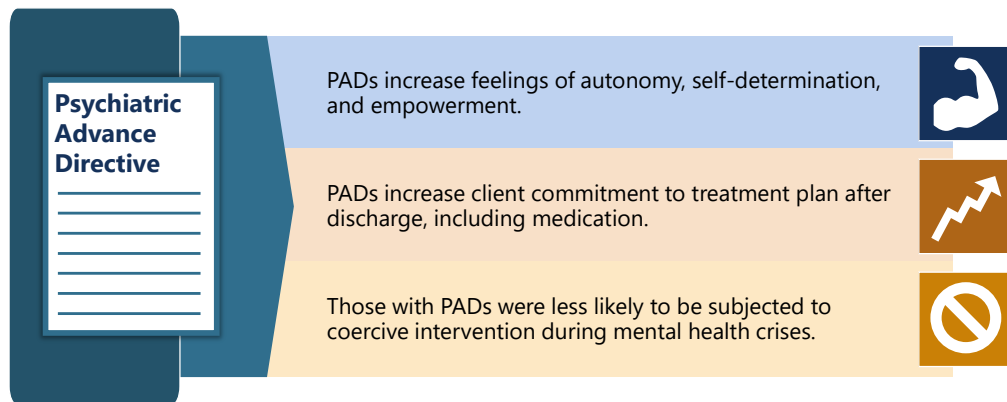 Psychiatric
Advance
Directive
PADs increase feelings of autonomy, self-determination,
and empowerment.
PADs increase client commitment to treatment plan after
discharge, including medication.
Those with PADs were less likely to be subjected to
coercive intervention during mental health crises.